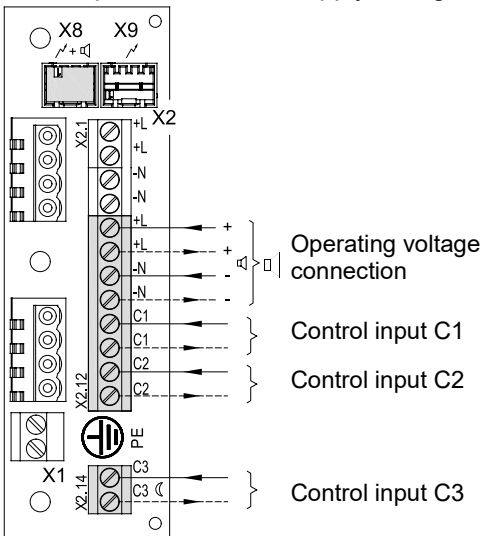 X8 X9
+
X2
X2.1
+L
+L
-N
-N
+L +
+L +
-N -
-N -
Operating voltage
connection
C1
C1
Control input C1
C2
C2
Control input C2
X2.12
PE
X1
X2.14
C3
C3
Control input C3